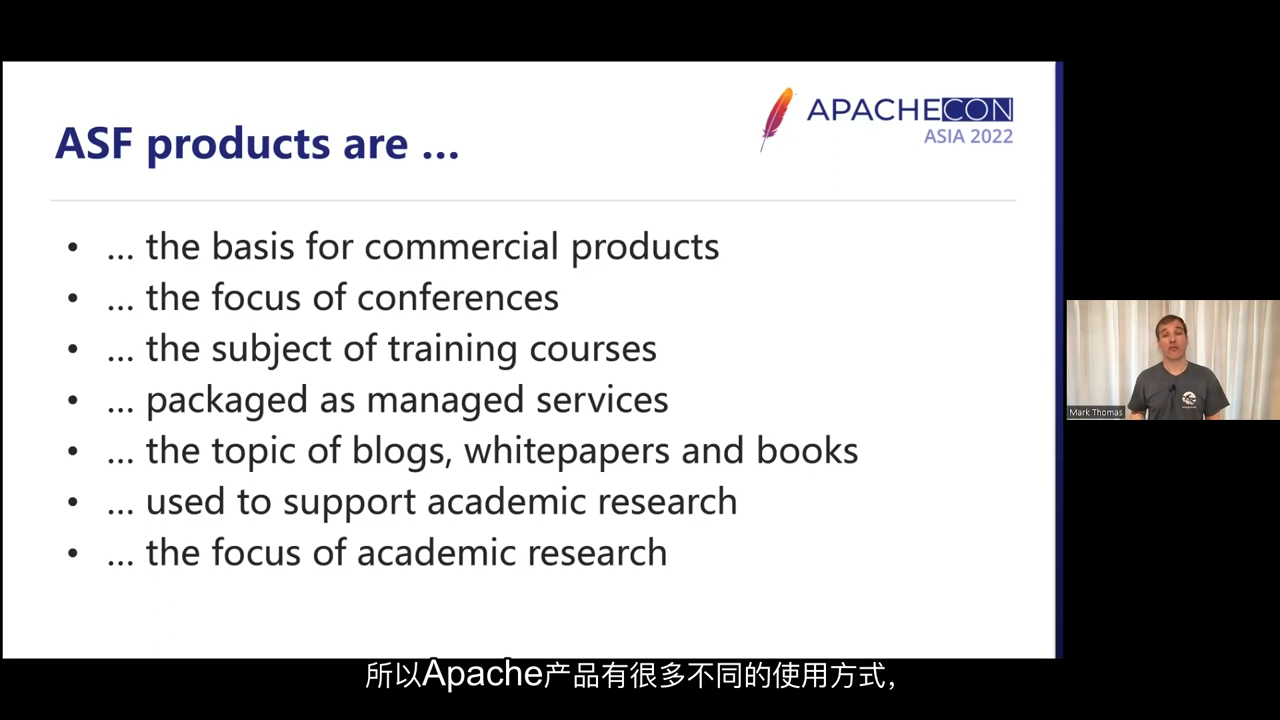 APACHECON
ASIA 2022
ASF products are ...
• ... the basis for commercial products
• ... the focus of conferences
• ... the subject of training courses
• ... packaged as managed services
• ... the topic of blogs, whitepapers and books
• ... used to support academic research
• ... the focus of academic research
Mark Thomas
所以Apache产品有很多不同的使用方式，